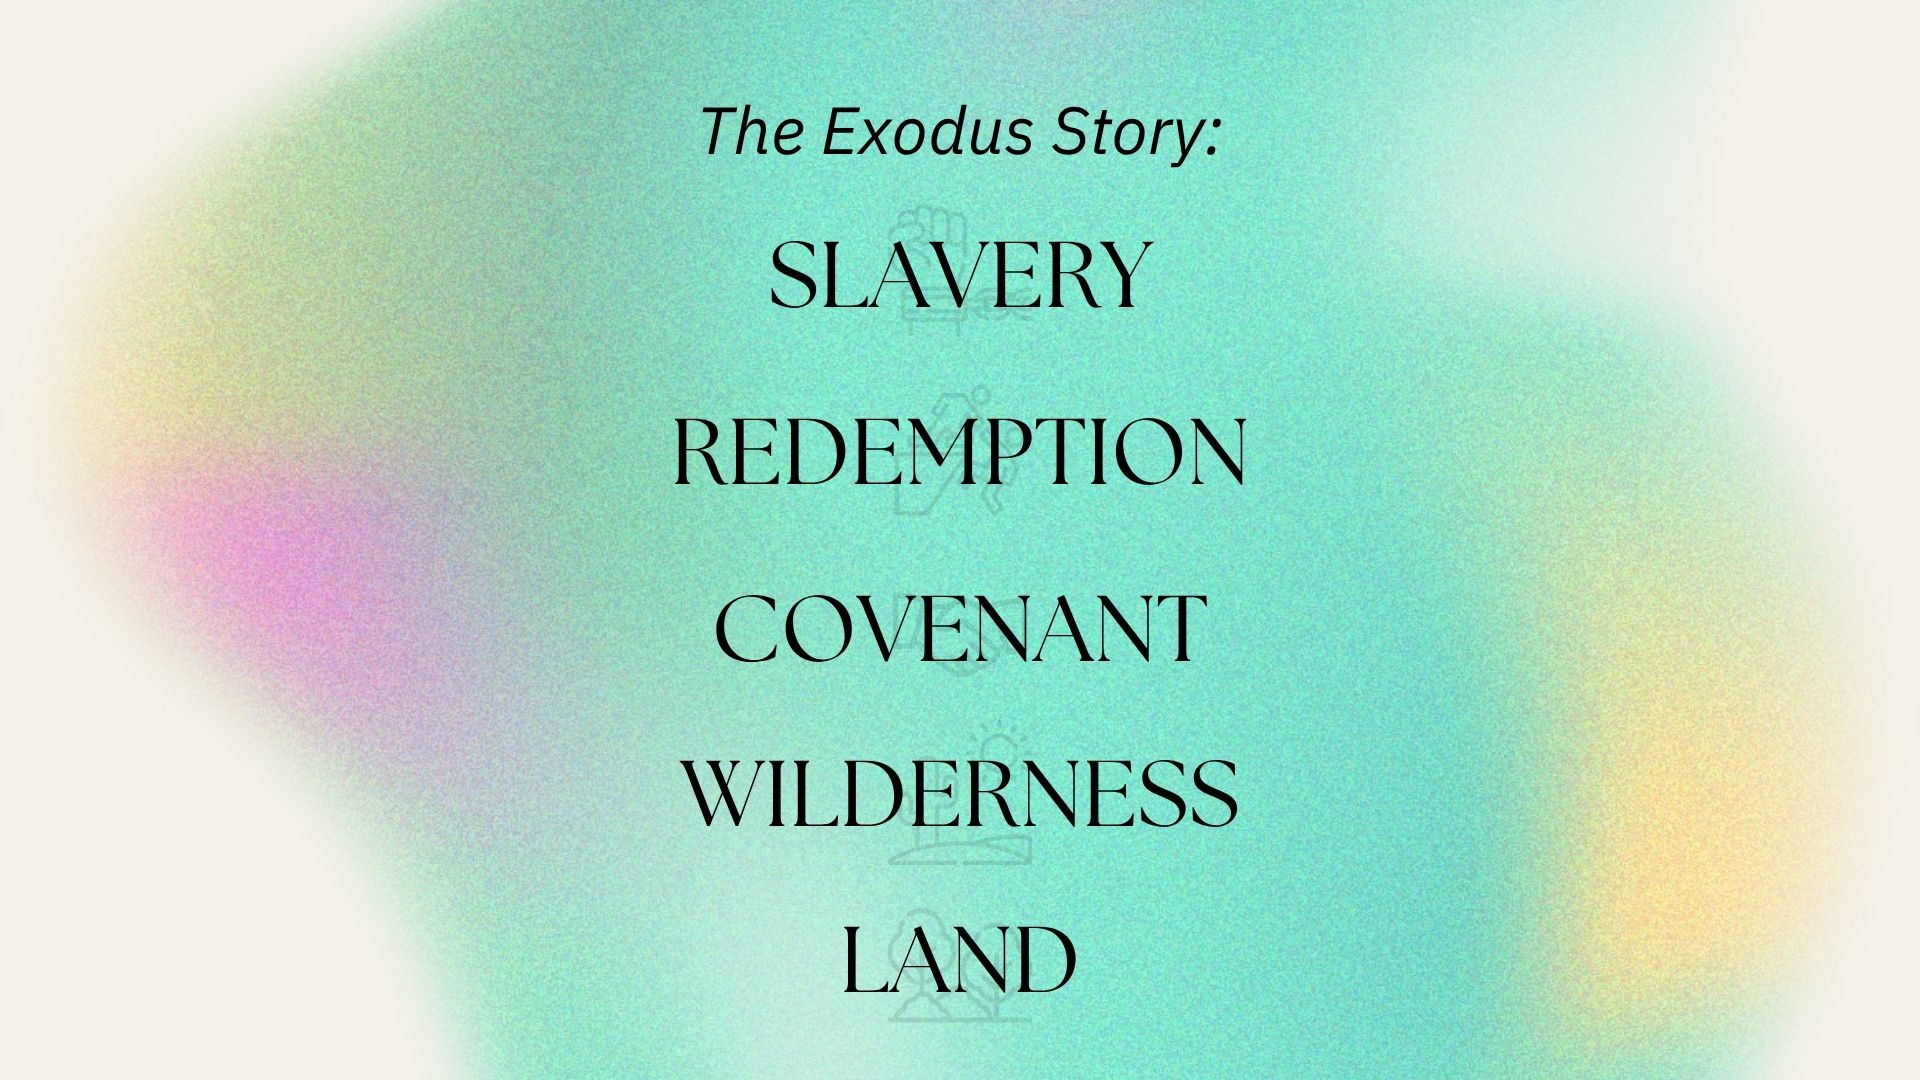 The Exodus Story:
SLAVERY
REDEMPTION
COVENANT
WILDERNESS
LAND